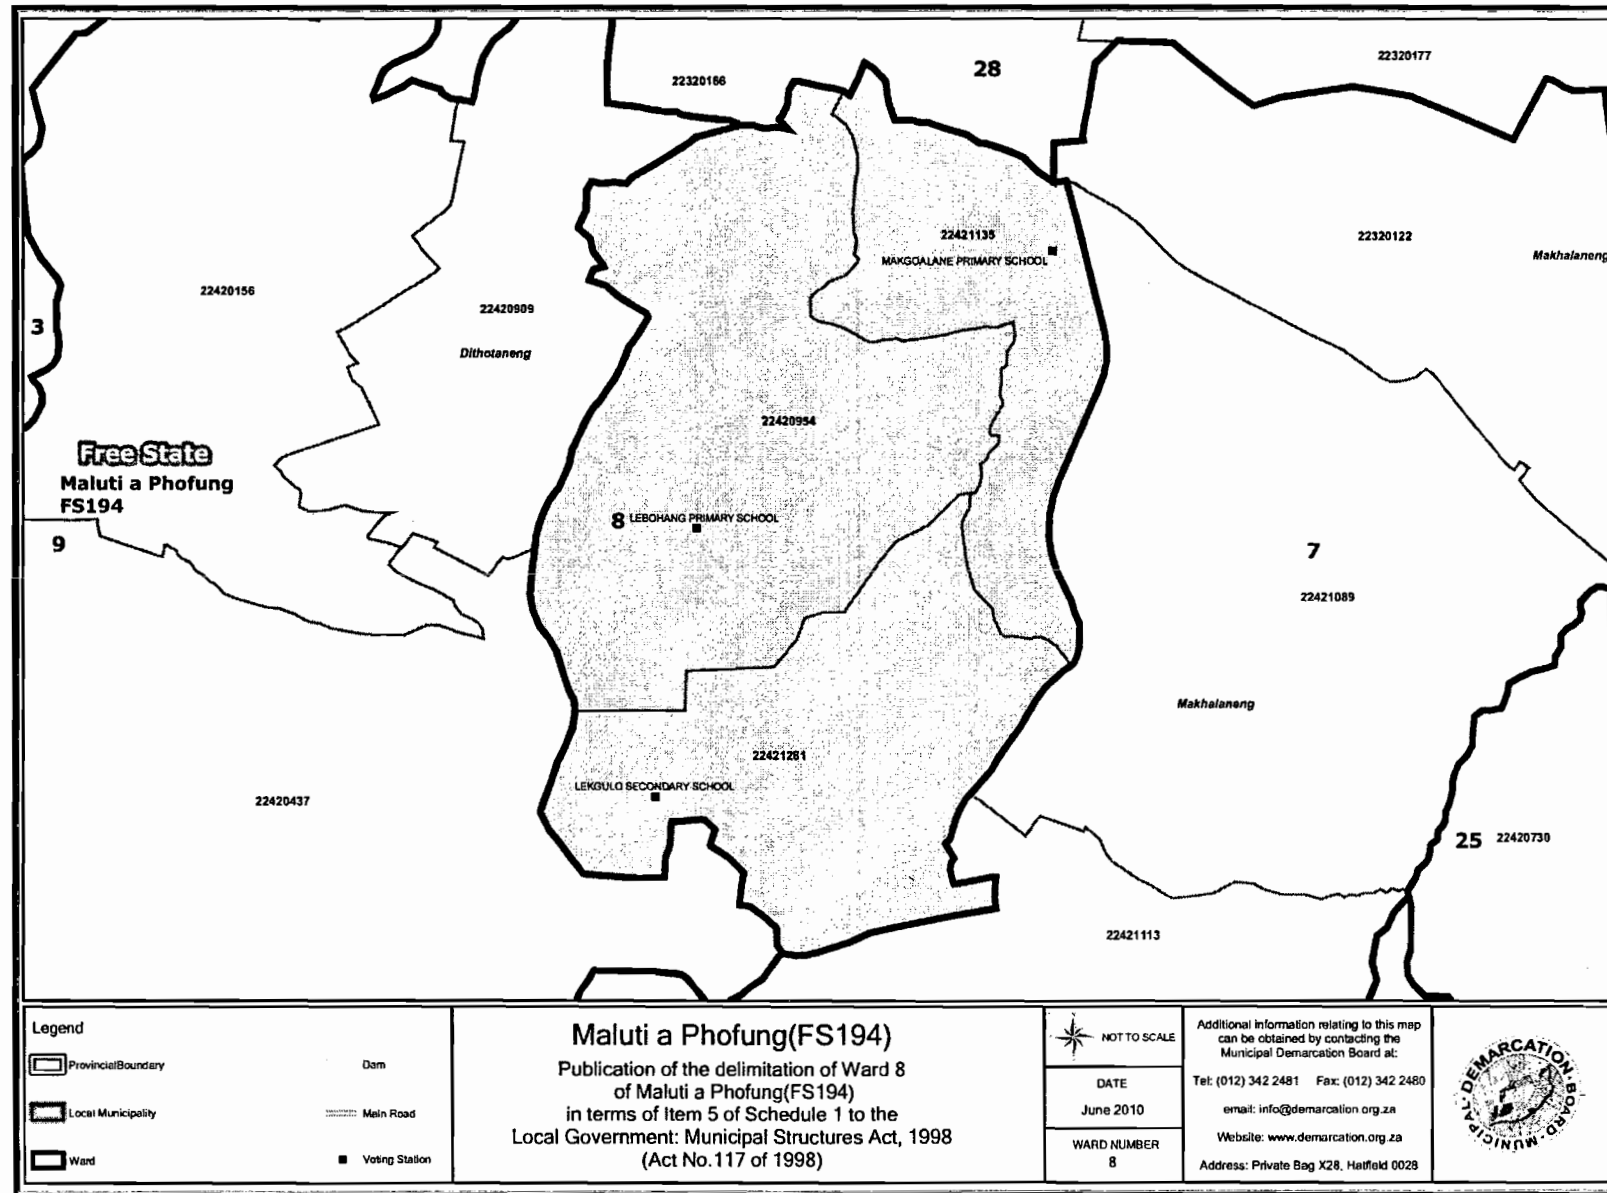 22320166
28
22320177
22421135
MAKGOALANE PRIMARY SCHOOL
22320122
Makhalaneng
22420156
22420909
3
Dithotaneng
22420954
Free State
Maluti a Phofung
FS194
8 LEBOHANG PRIMARY SCHOOL
9
7
22421089
Makhalaneng
22421261
LEKGULO SECONDARY SCHOOL
22420437
25 22420730
22421113
Legend
ProvincialBoundary
Dam
Local Municipality
Main Road
Ward
Voting Station
Maluti a Phofung(FS194)
Publication of the delimitation of Ward 8
of Maluti a Phofung(FS194)
in terms of Item 5 of Schedule 1 to the
Local Government: Municipal Structures Act, 1998
(Act No.117 of 1998)
NOT TO SCALE
DATE
June 2010
WARD NUMBER
8
Additional information relating to this map
can be obtained by contacting the
Municipal Demarcation Board at:
Tel: (012) 342 2481 Fax: (012) 342 2480
email: info@demarcation.org.za
Website: www.demarcation.org.za
Address: Private Bag X28, Hatfield 0028
MUNICIPAL DEMARCATION BOARD